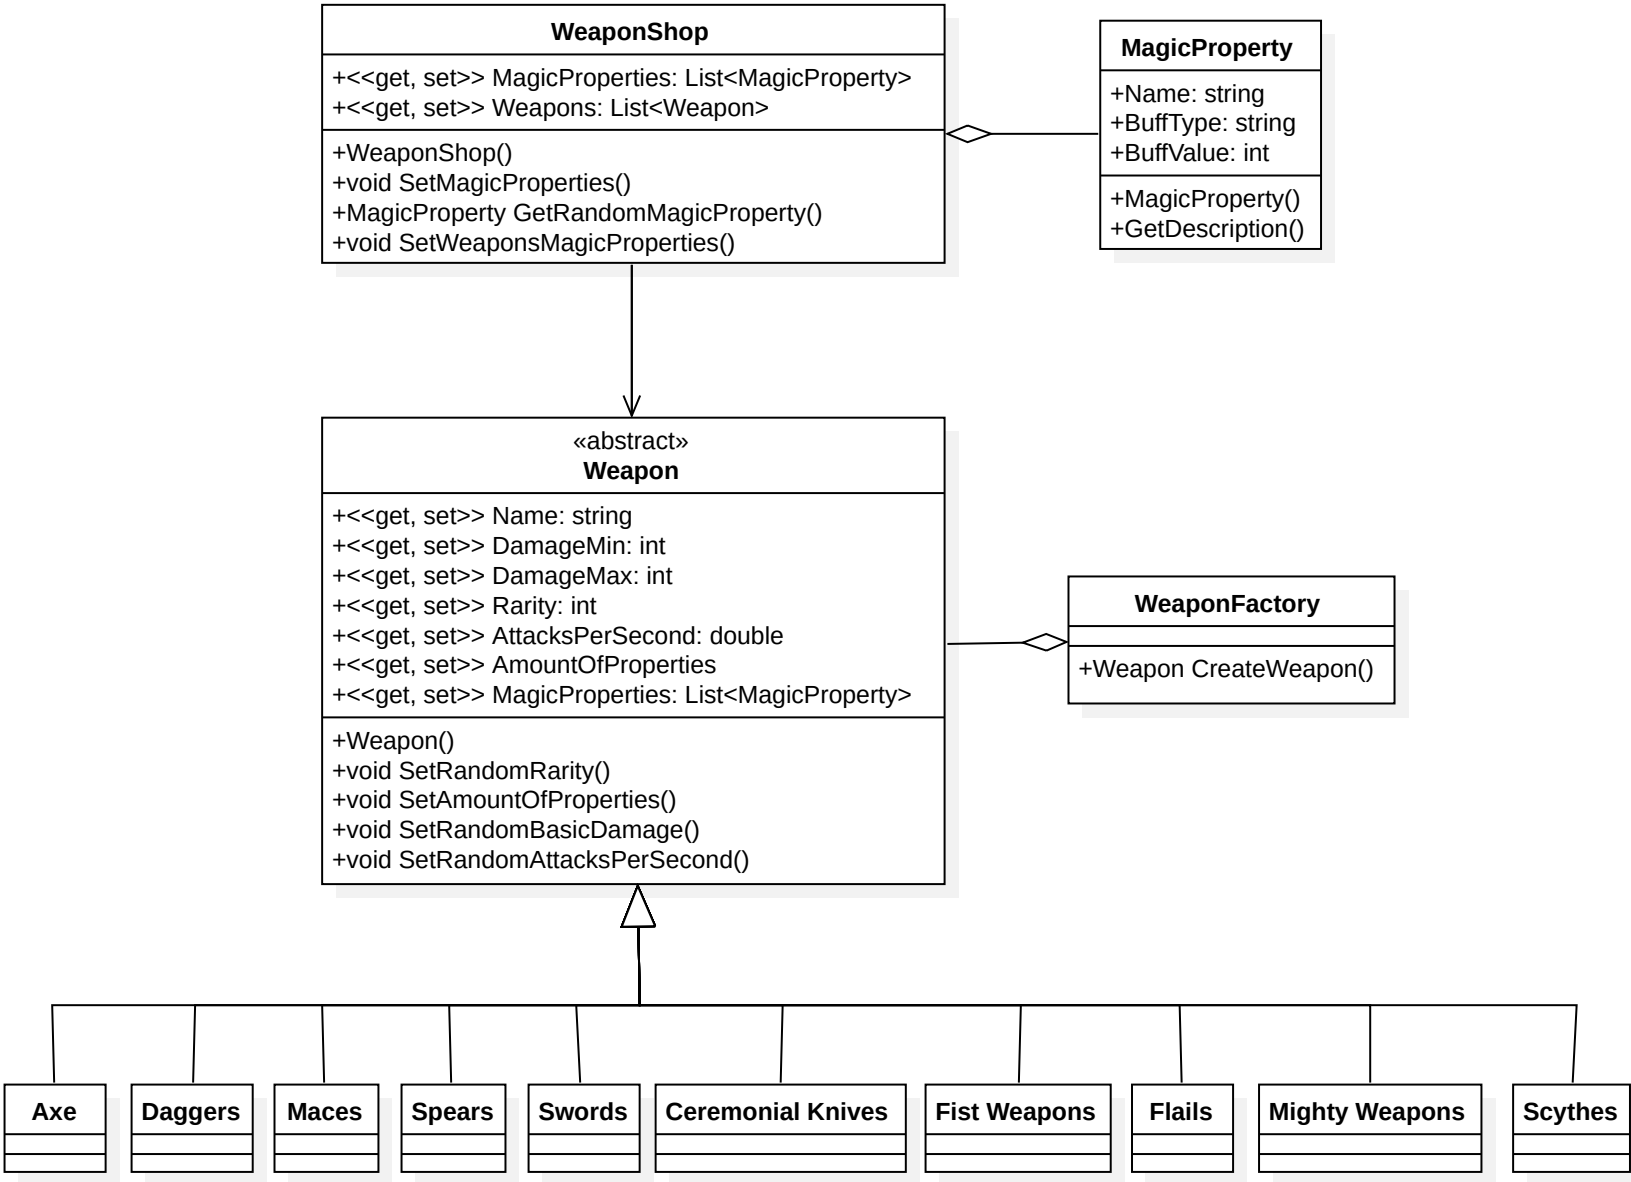 WeaponShop
+<<get, set>> MagicProperties: List<MagicProperty>
+<<get, set>> Weapons: List<Weapon>
+WeaponShop()
+void SetMagicProperties()
+MagicProperty GetRandomMagicProperty()
+void SetWeaponsMagicProperties()
MagicProperty
+Name: string
+BuffType: string
+BuffValue: int
+MagicProperty()
+GetDescription()
«abstract»
Weapon
+<<get, set>> Name: string
+<<get, set>> DamageMin: int
+<<get, set>> DamageMax: int
+<<get, set>> Rarity: int
+<<get, set>> AttacksPerSecond: double
+<<get, set>> AmountOfProperties
+<<get, set>> MagicProperties: List<MagicProperty>
+Weapon()
+void SetRandomRarity()
+void SetAmountOfProperties()
+void SetRandomBasicDamage()
+void SetRandomAttacksPerSecond()
WeaponFactory
+Weapon CreateWeapon()
Axe
Daggers
Maces
Spears
Swords
Ceremonial Knives
Fist Weapons
Flails
Mighty Weapons
Scythes